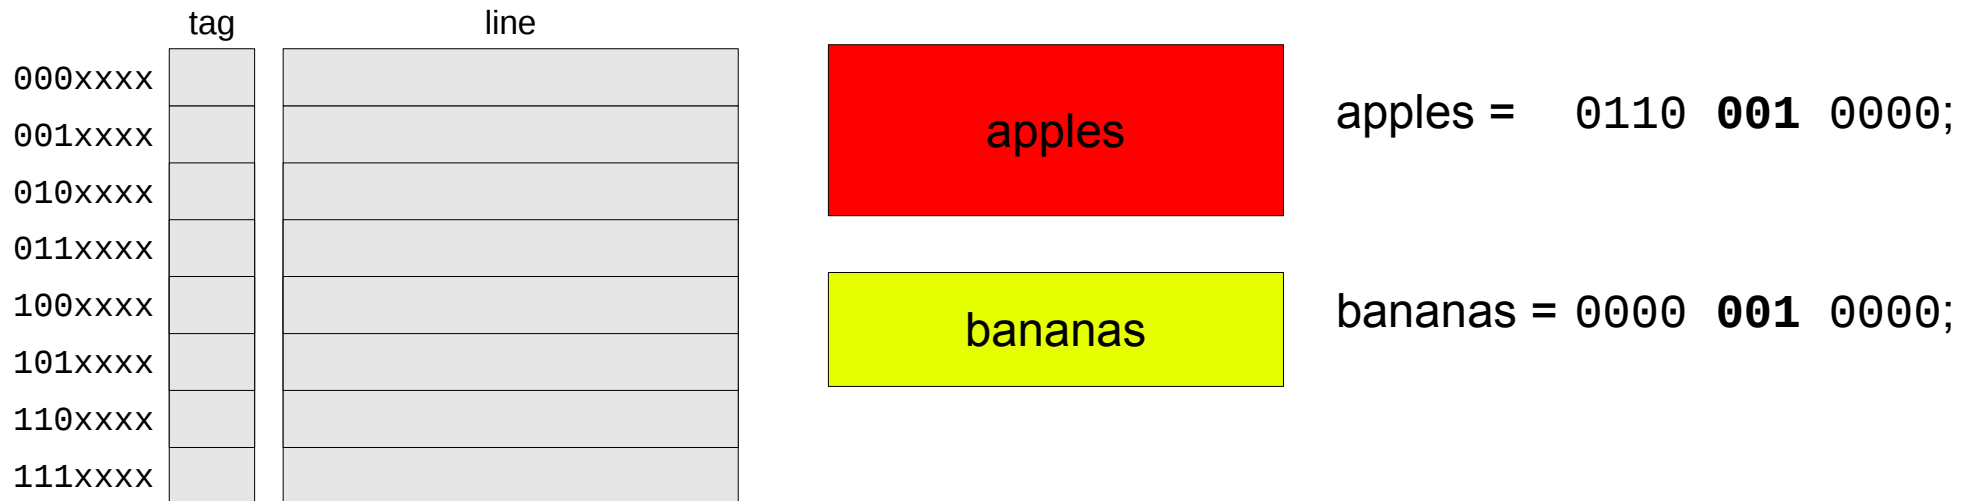 tag line
000xxxx
001xxxx
010xxxx
011xxxx
100xxxx
101xxxx
110xxxx
111xxxx
apples
bananas
apples = 0110 001 0000;
bananas = 0000 001 0000;